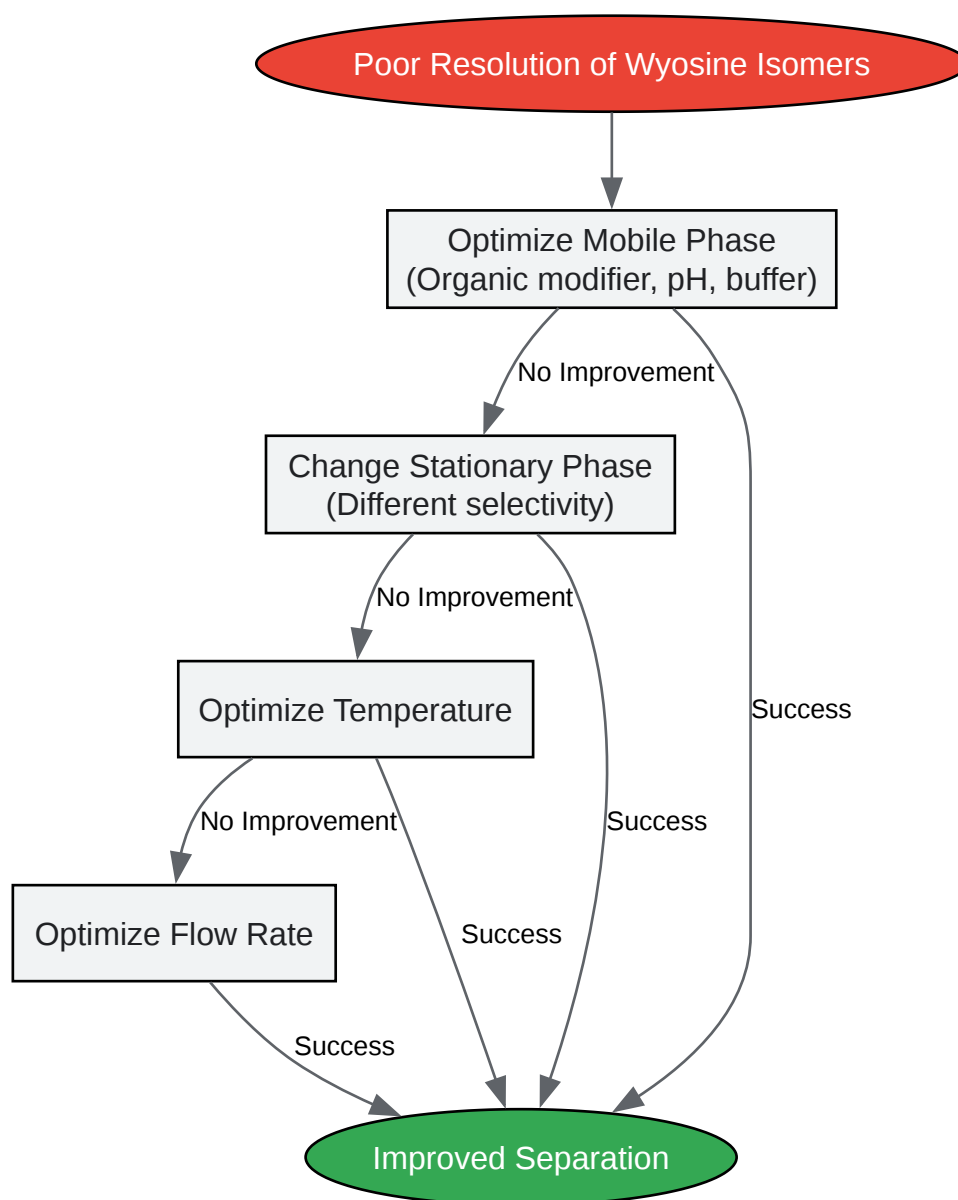 Poor Resolution of Wyosine Isomers
Optimize Mobile Phase
(Organic modifier, pH, buffer)
No Improvement
Change Stationary Phase
(Different selectivity)
No Improvement
Optimize Temperature
Success
No Improvement
Success
Optimize Flow Rate
Success
Success
Improved Separation